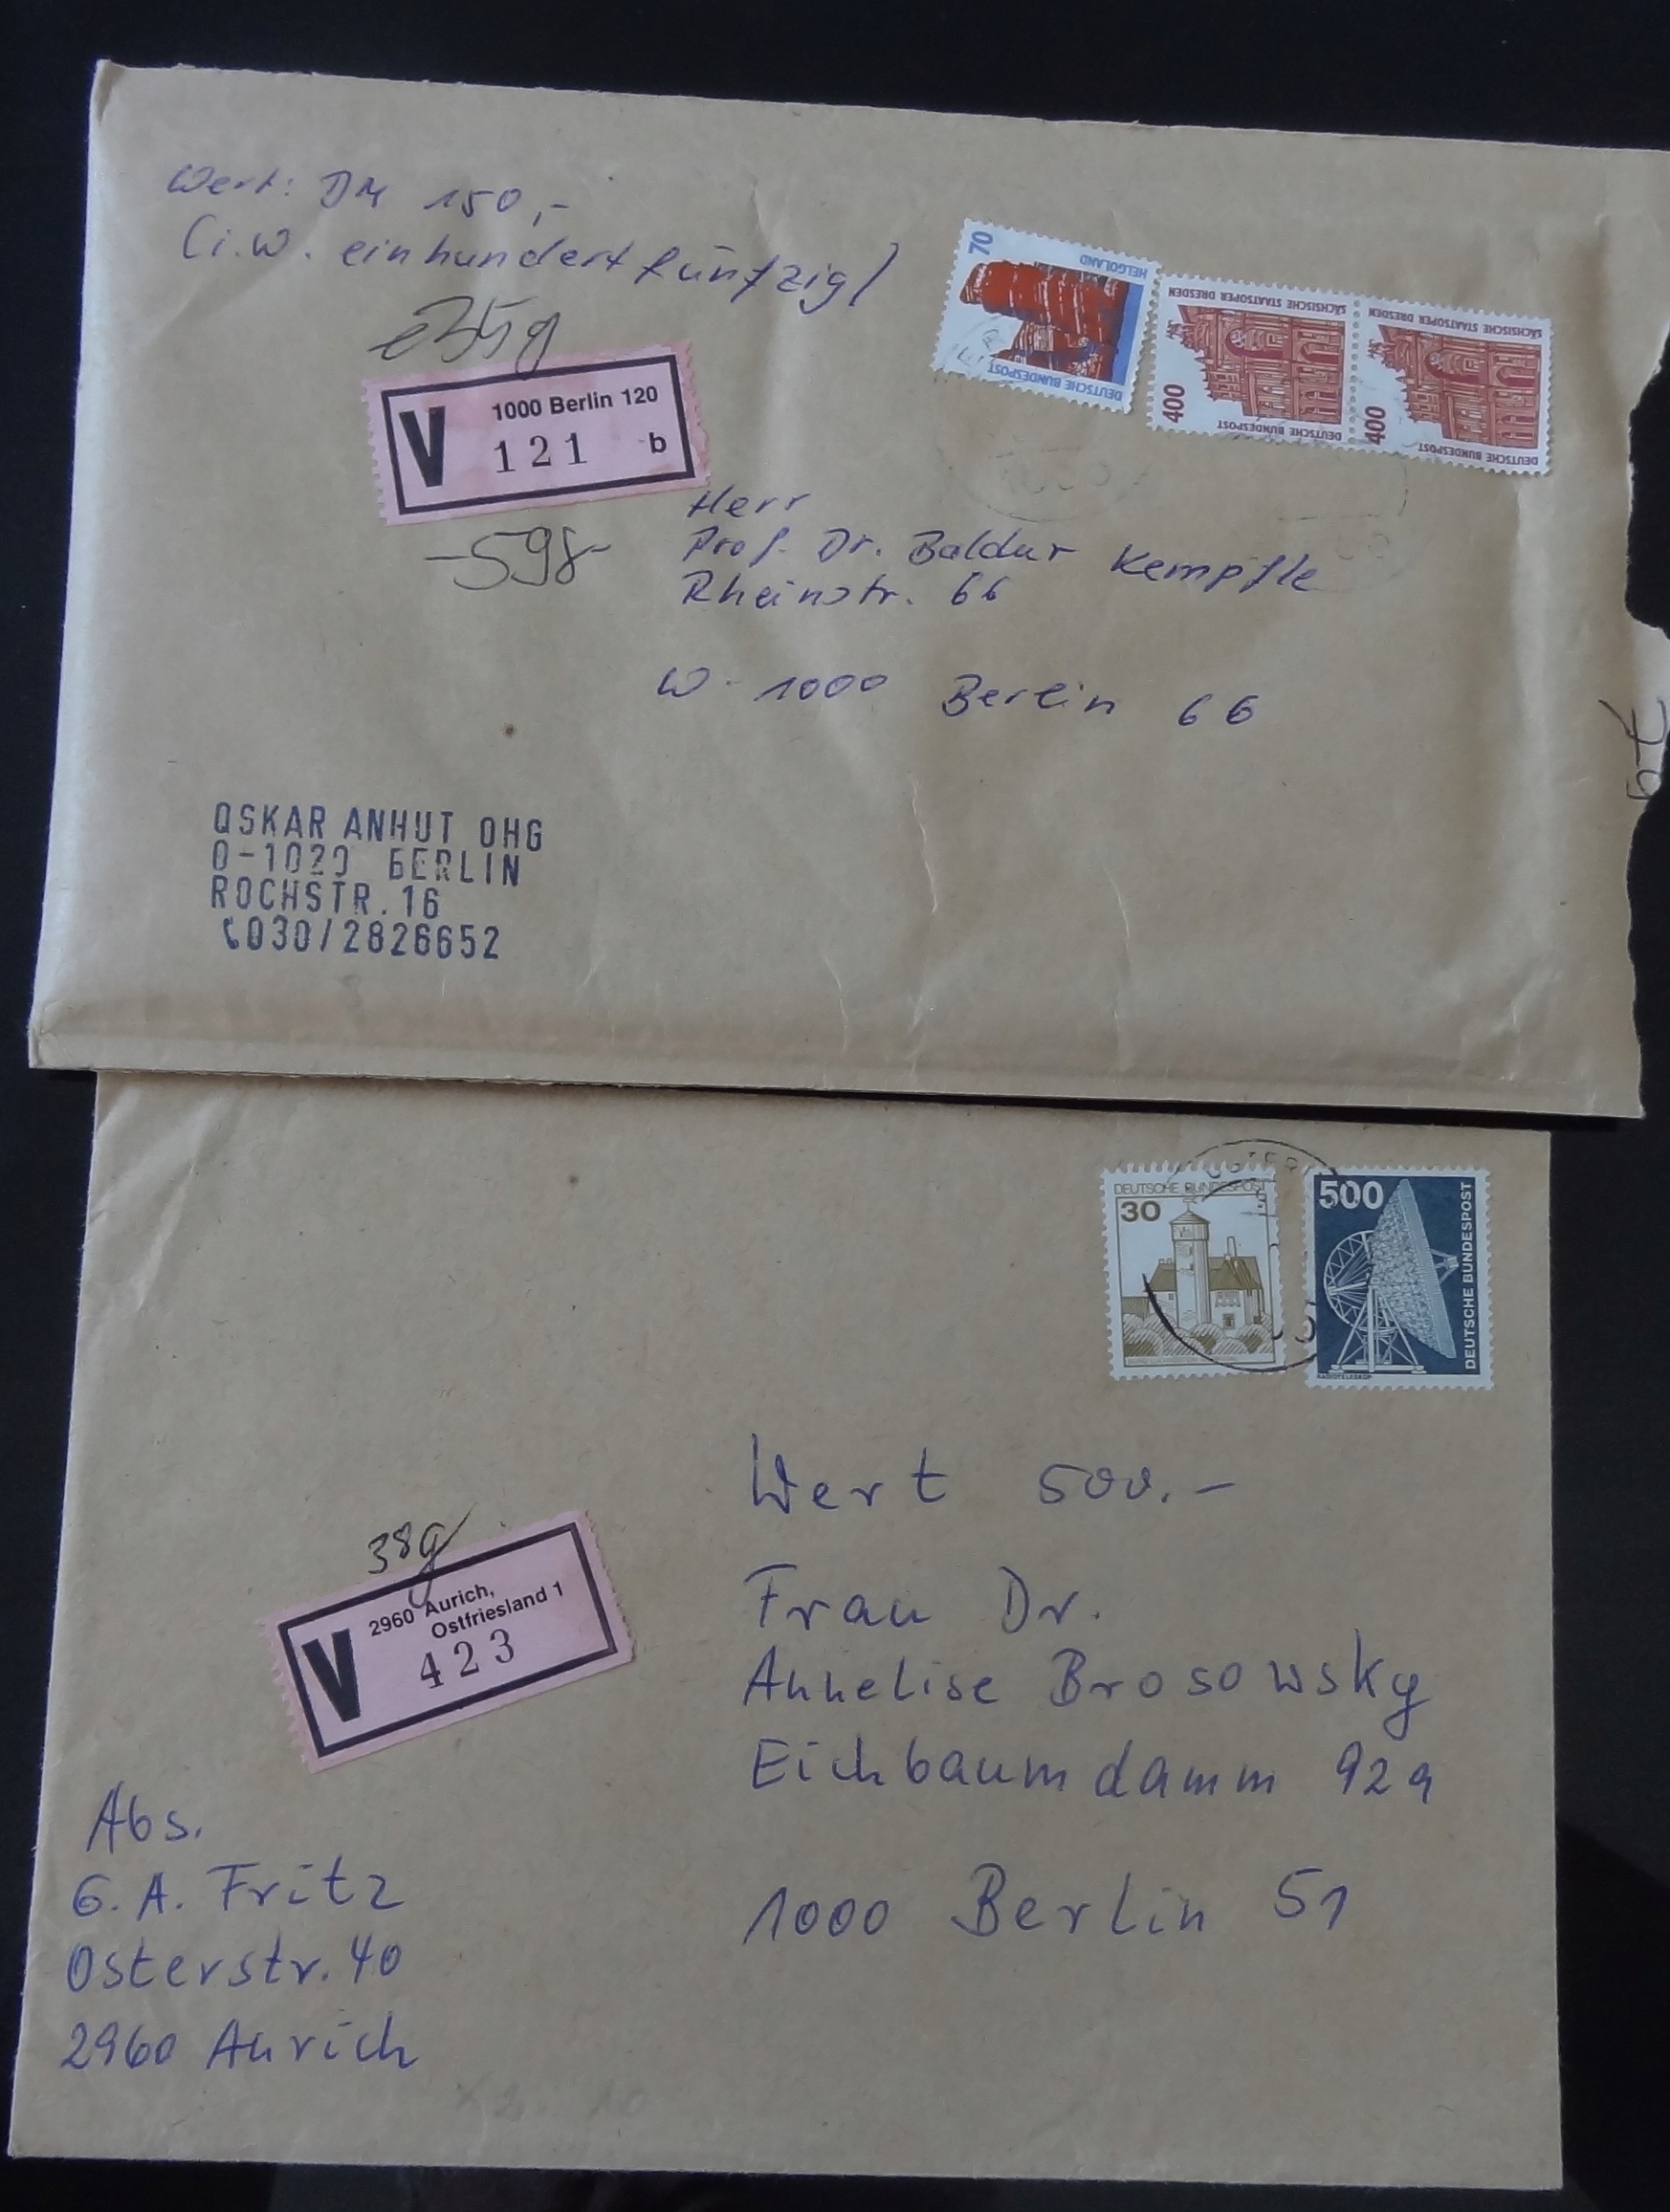 Wert: DM 150,-
(i.W. einhundertfünfzig)
235g
V
1000 Berlin 120
121 b
-598-
70
HELGOLAND
DEUTSCHE BUNDESPOST
SÄCHSISCHE STAATSOPER DRESDEN
400
DEUTSCHE BUNDESPOST
SÄCHSISCHE STAATSOPER DRESDEN
400
DEUTSCHE BUNDESPOST
Herr
Prof. Dr. Baldur Kempfle
Rheinstr. 66
W-1000 Berlin 66
OSKAR ANHUT OHG
O-1020 BERLIN
ROCHSTR. 16
030/2826652
DEUTSCHE BUNDESPOST
30
500
DEUTSCHE BUNDESPOST
RADIOTELESKOP
Wert 500.-
38g
V
2960 Aurich,
Ostfriesland 1
423
Frau Dr.
Annelise Brosowsky
Eichbaumdamm 92a
1000 Berlin 51
Abs.
G. A. Fritz
Osterstr. 40
2960 Aurich